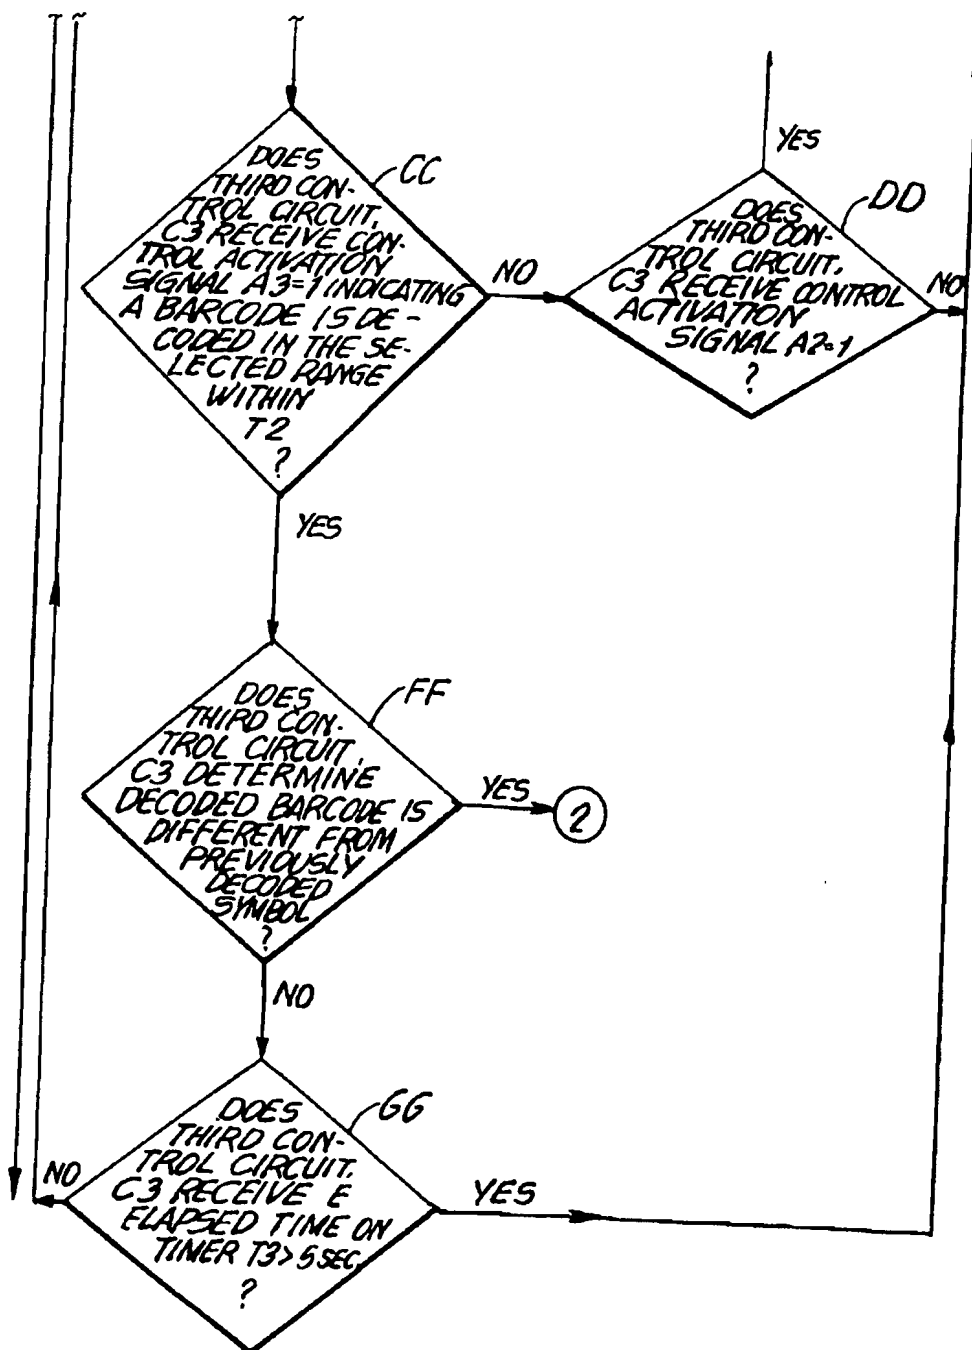 DOES
THIRD CON-
TROL CIRCUIT,
C3 RECEIVE CON-
TROL ACTIVATION
SIGNAL A3=1 INDICATING
A BARCODE IS DE-
CODED IN THE SE-
LECTED RANGE
WITHIN
T2
?
CC
NO
YES
DOES
THIRD CON-
TROL CIRCUIT,
C3 RECEIVE CONTROL
ACTIVATION
SIGNAL A2=1
?
DD
YES
NO
DOES
THIRD CON-
TROL CIRCUIT,
C3 DETERMINE
DECODED BARCODE IS
DIFFERENT FROM
PREVIOUSLY
DECODED
SYMBOL
?
FF
YES
2
NO
DOES
THIRD CON-
TROL CIRCUIT,
C3 RECEIVE E
ELAPSED TIME ON
TIMER T3>5SEC.
?
GG
NO
YES